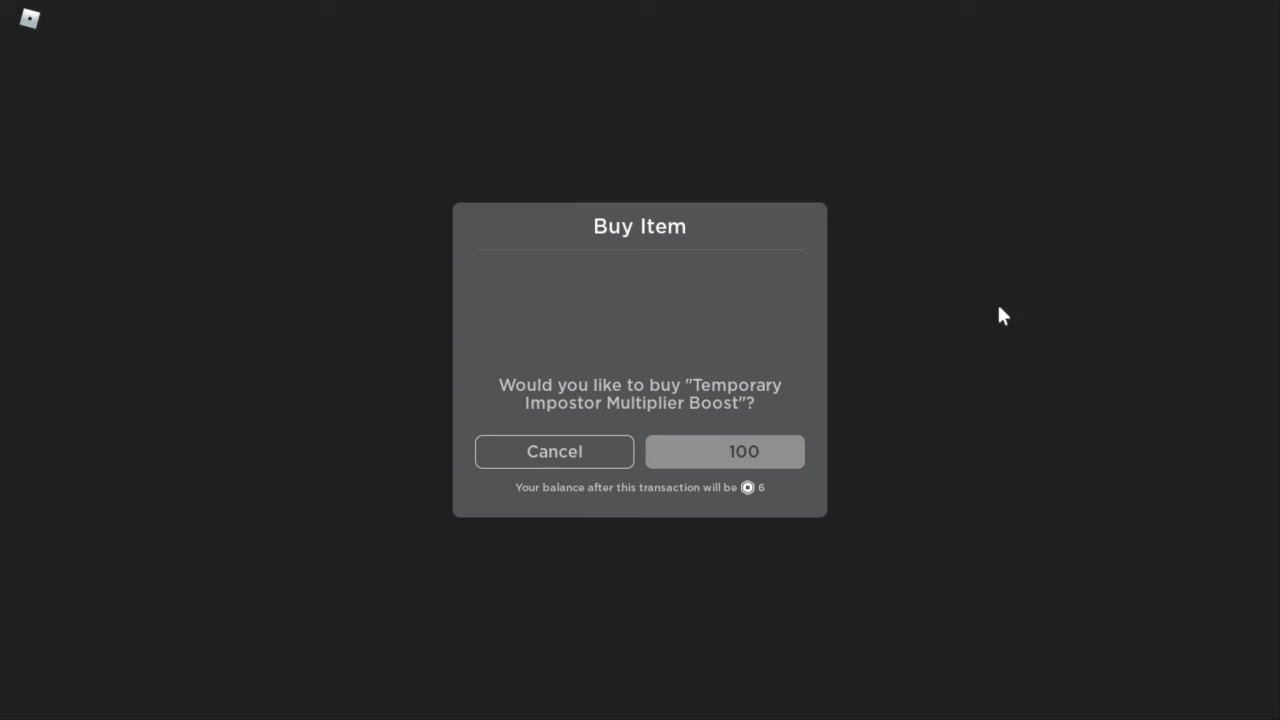 Buy Item
Would you like to buy "Temporary
Impostor Multiplier Boost"?
Cancel
100
Your balance after this transaction will be 6